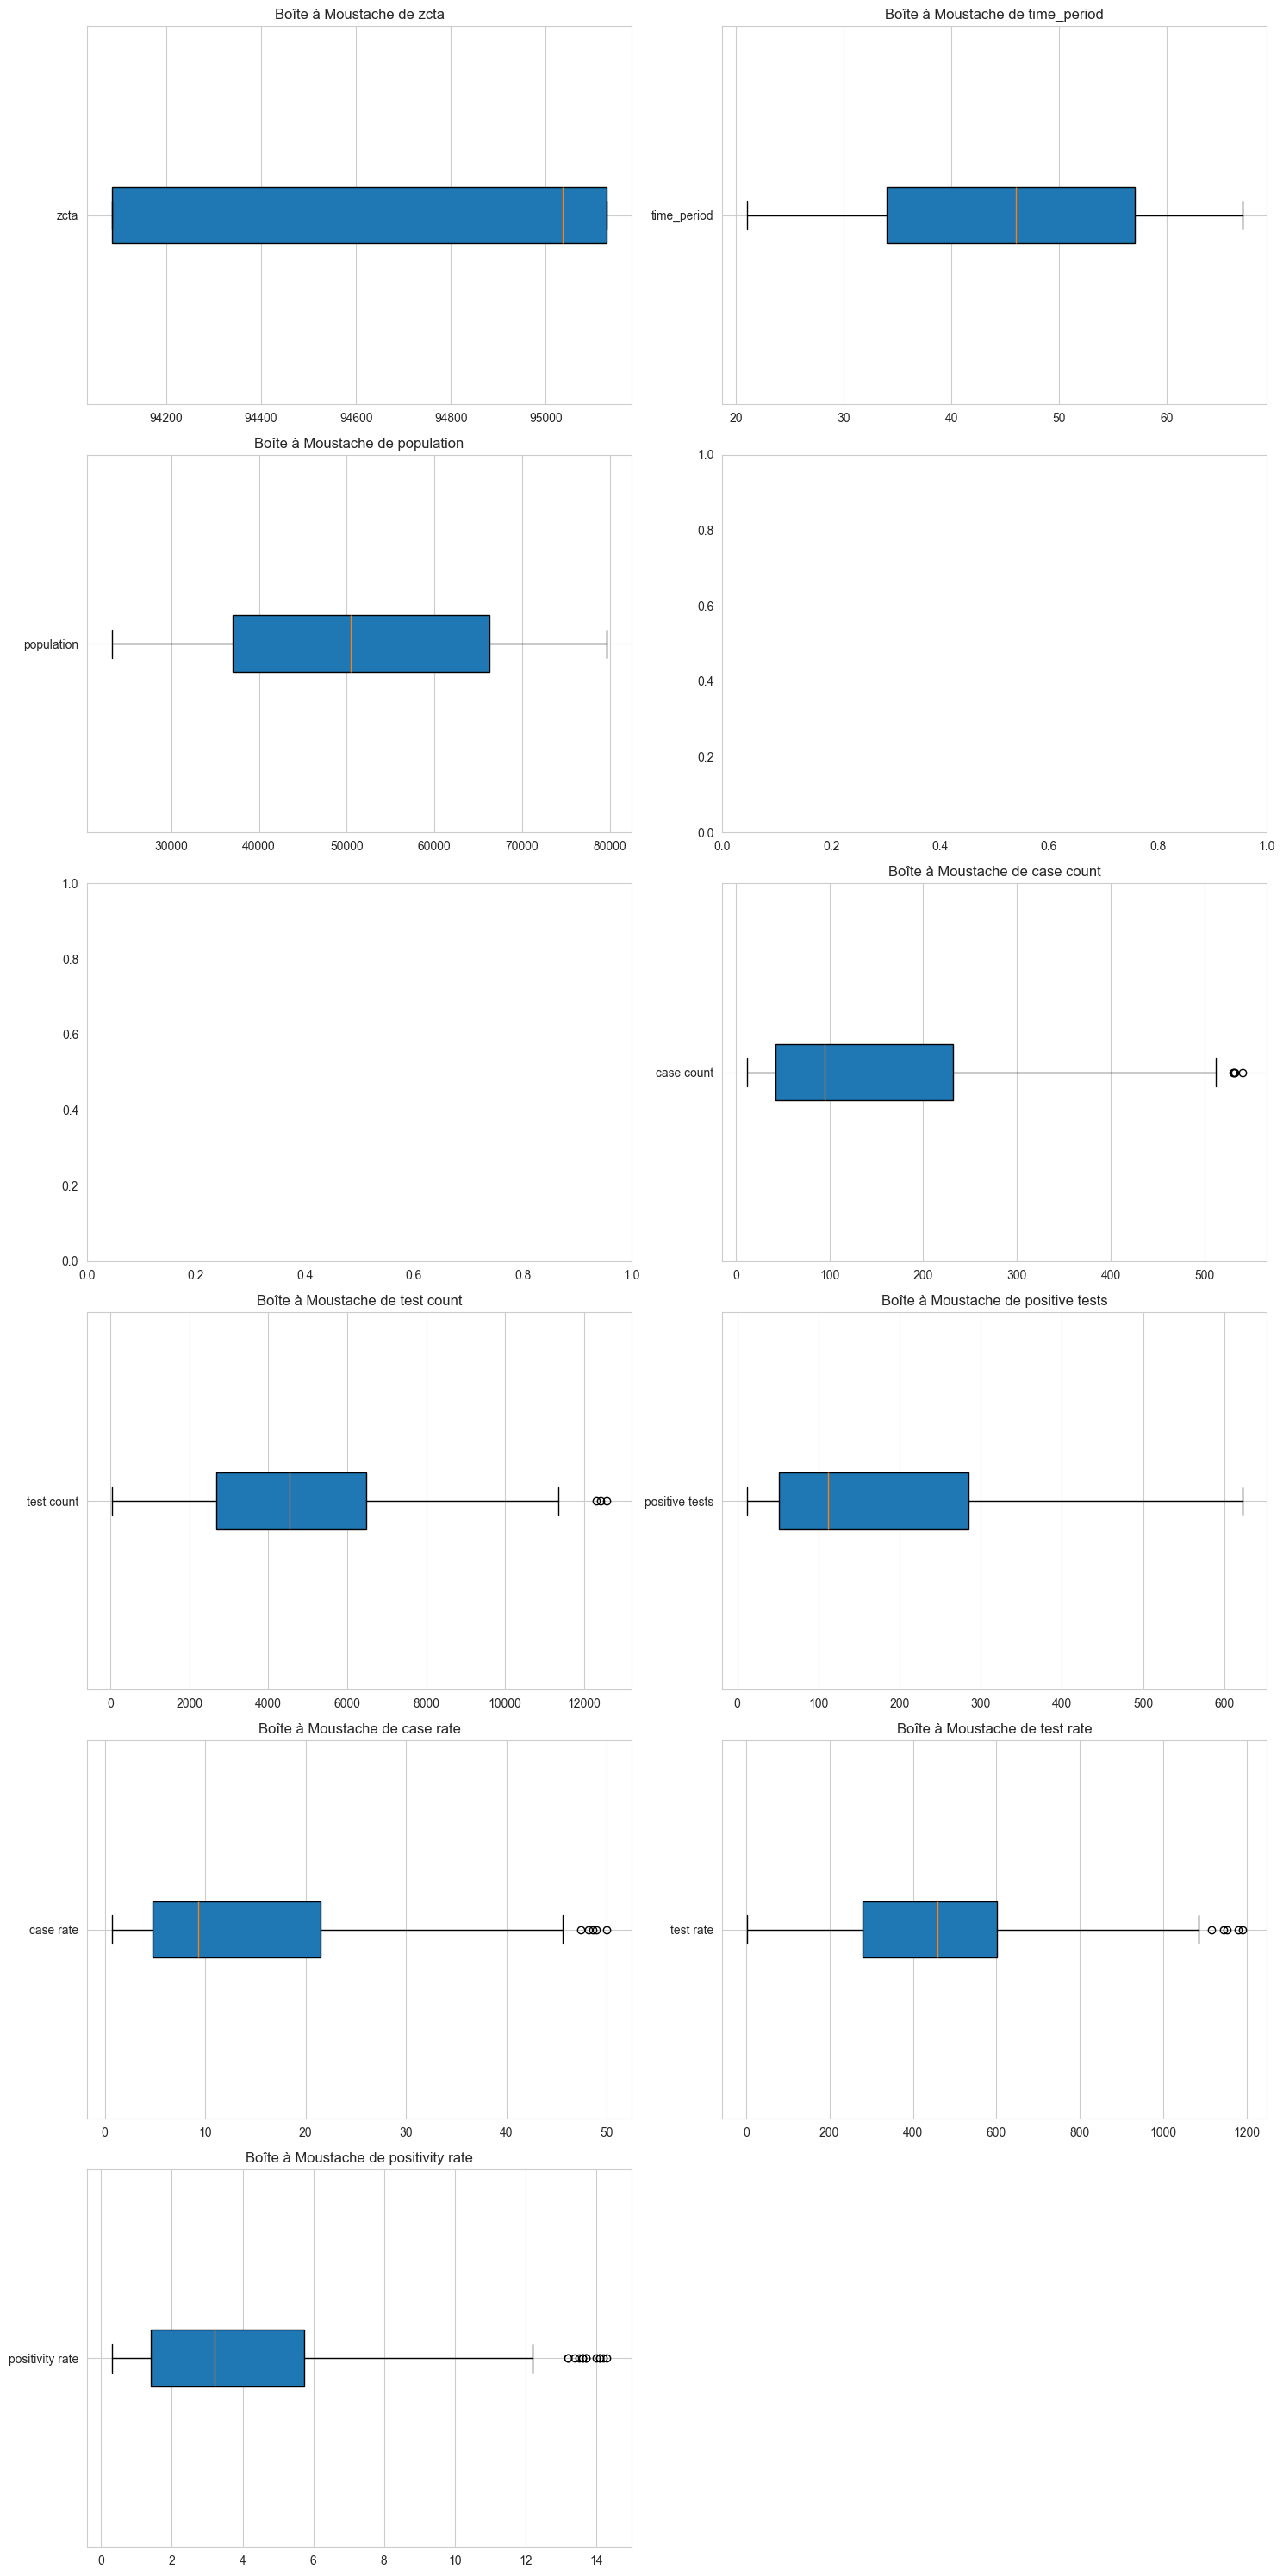 Boîte à Moustache de zcta
zcta
94200 94400 94600 94800 95000
Boîte à Moustache de time_period
time_period
20 30 40 50 60
Boîte à Moustache de population
population
30000 40000 50000 60000 70000 80000
1.0
0.8
0.6
0.4
0.2
0.0
0.0 0.2 0.4 0.6 0.8 1.0
1.0
0.8
0.6
0.4
0.2
0.0
0.0 0.2 0.4 0.6 0.8 1.0
Boîte à Moustache de case count
case count
0 100 200 300 400 500
Boîte à Moustache de test count
test count
0 2000 4000 6000 8000 10000 12000
Boîte à Moustache de positive tests
positive tests
0 100 200 300 400 500 600
Boîte à Moustache de case rate
case rate
0 10 20 30 40 50
Boîte à Moustache de test rate
test rate
0 200 400 600 800 1000 1200
Boîte à Moustache de positivity rate
positivity rate
0 2 4 6 8 10 12 14